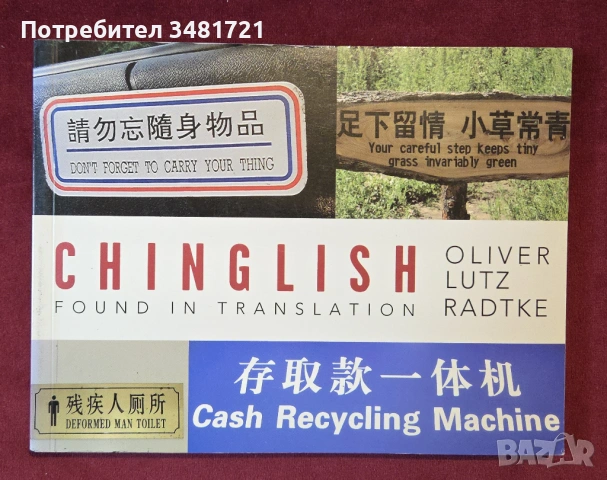 Потребител 3481721
請勿忘隨身物品
DON'T FORGET TO CARRY YOUR THING
足下留情 小草常青
Your careful step keeps tiny
grass invariably green
CHINGLISH
FOUND IN TRANSLATION
OLIVER
LUTZ
RADTKE
残疾人厕所
DEFORMED MAN TOILET
存取款一体机
Cash Recycling Machine
BAZAR